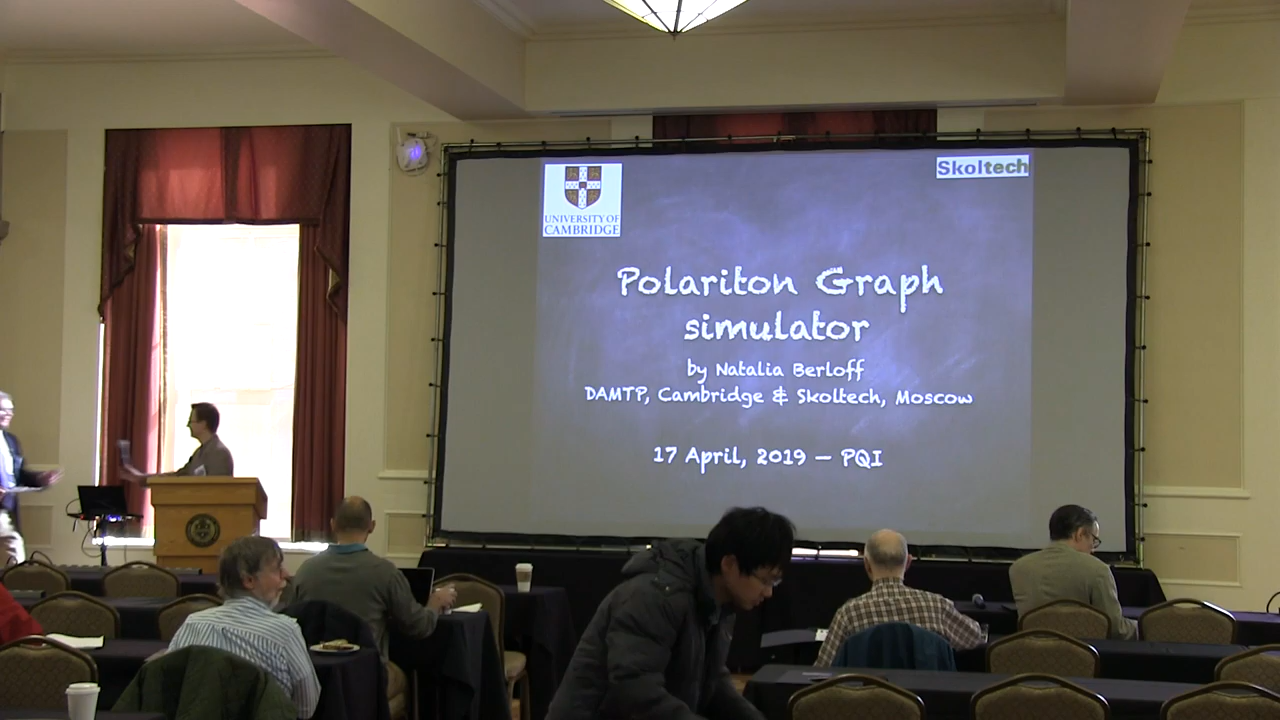 UNIVERSITY OF
CAMBRIDGE
Skoltech
Polariton Graph
simulator
by Natalia Berloff
DAMTP, Cambridge & Skoltech, Moscow
17 April, 2019 — PQI